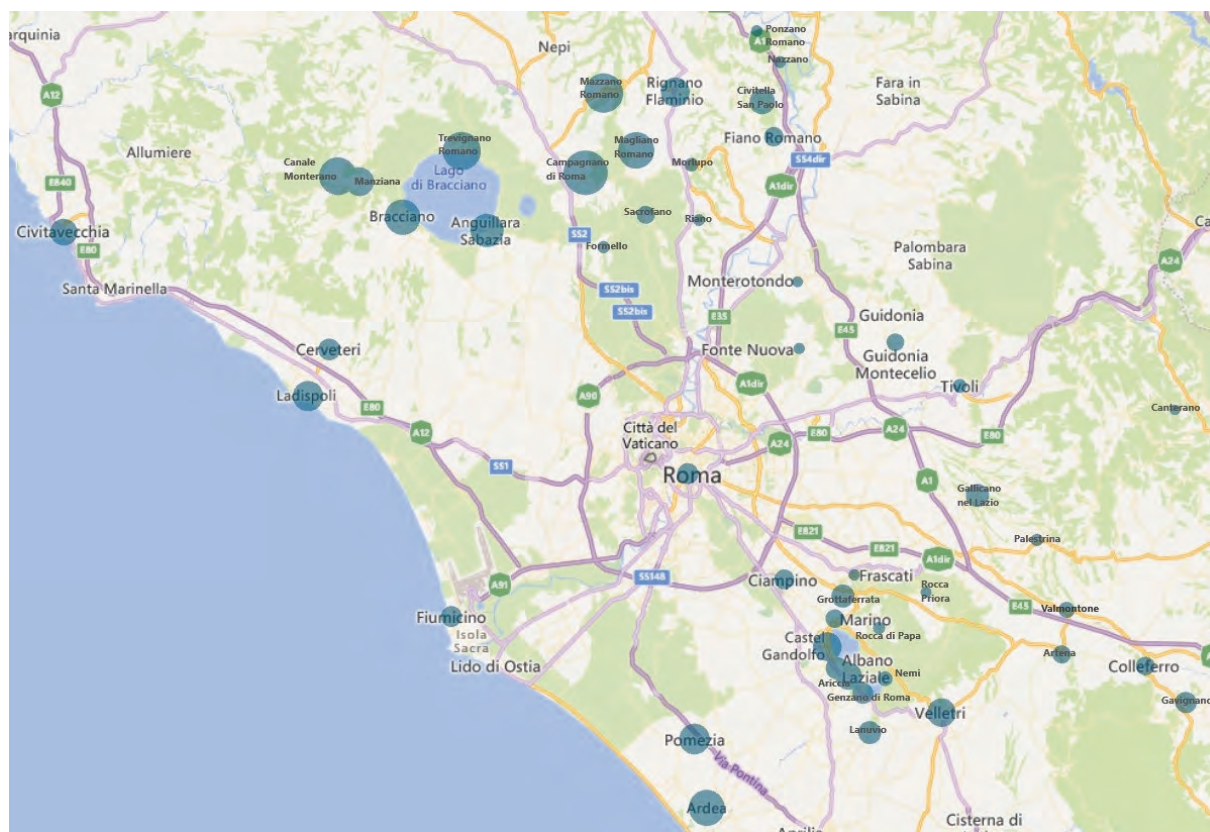 arquinia
Nepi
Ponzano
Romano
A1
Nazzano
A12
Mazzano
Romano
Rignano
Flaminio
Civitella
San Paolo
Fara in
Sabina
Allumiere
Trevignano
Romano
Magliano
Romano
Fiano Romano
SS4dir
Canale
Monterano
Manziana
Lago
di Bracciano
Campagnano
di Roma
Morlupo
A1dir
E840
Bracciano
Anguillara
Sabazia
Sacrofano
Riano
Civitavecchia
E80
SS2
Formello
Palombara
Sabina
Ca
A24
Santa Marinella
SS2bis
SS2bis
Monterotondo
E35
E45
Guidonia
Cerveteri
Fonte Nuova
Guidonia
Montecelio
A1dir
Tivoli
Ladispoli
A90
E80
Canterano
A12
Città del
Vaticano
A24
E80
A24
E80
SS1
Roma
A1
Gallicano
nel Lazio
E821
Palestrina
E821
A1dir
A91
SS148
Ciampino
Frascati
Rocca
Priora
Grottaferrata
E45
Valmontone
Fiumicino
Isola
Sacra
Marino
Rocca di Papa
Castel
Gandolfo
Artena
A
Lido di Ostia
Albano
Laziale
Colleferro
Ariccia
Nemi
Genzano di Roma
Gavignano
Velletri
Lanuvio
Pomezia
Via Pontina
Ardea
Aprilia
Cisterna di